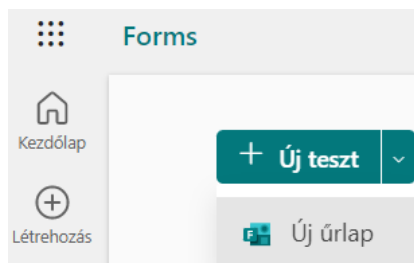 Forms
Kezdőlap
Létrehozás
+ Új teszt
Új űrlap